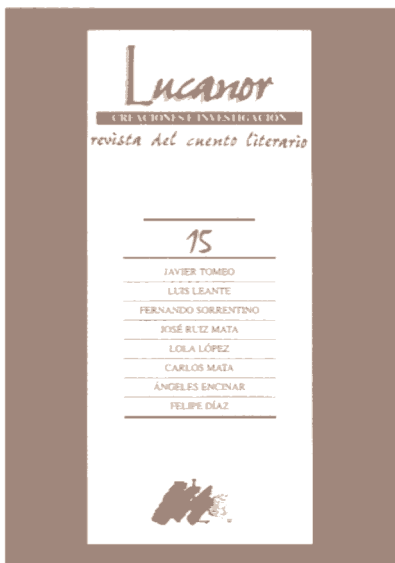 Lucanor
CREACIONES E INVESTIGACIÓN
revista del cuento literario
15
JAVIER TOMEO
LUIS LEANTE
FERNANDO SORRENTINO
JOSÉ RUIZ MATA
LOLA LÓPEZ
CARLOS MATA
ÁNGELES ENCINAR
FELIPE DÍAZ